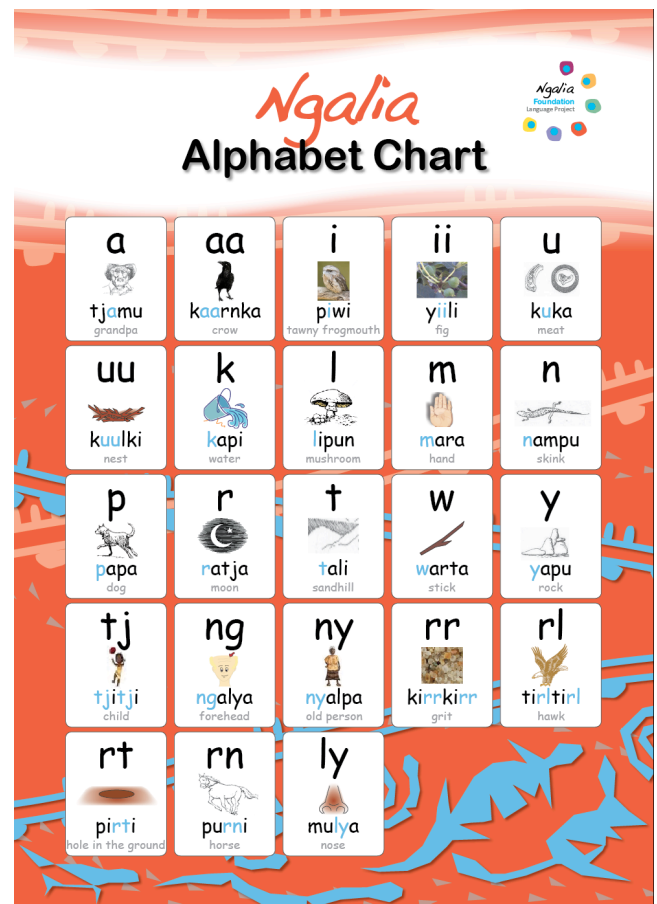 Ngalia
Alphabet Chart
Ngalia
Foundation
Language Project
a
tjamu
grandpa
aa
kaarnka
crow
i
piwi
tawny frogmouth
ii
yiili
fig
u
kuka
meat
uu
kuulki
nest
k
kapi
water
l
lipun
mushroom
m
mara
hand
n
nampu
skink
p
papa
dog
r
ratja
moon
t
tali
sandhill
w
warta
stick
y
yapu
rock
tj
tjitji
child
ng
ngalya
forehead
ny
nyalpa
old person
rr
kirrkirr
grit
rl
tirltirl
hawk
rt
pirti
hole in the ground
rn
purni
horse
ly
mulya
nose